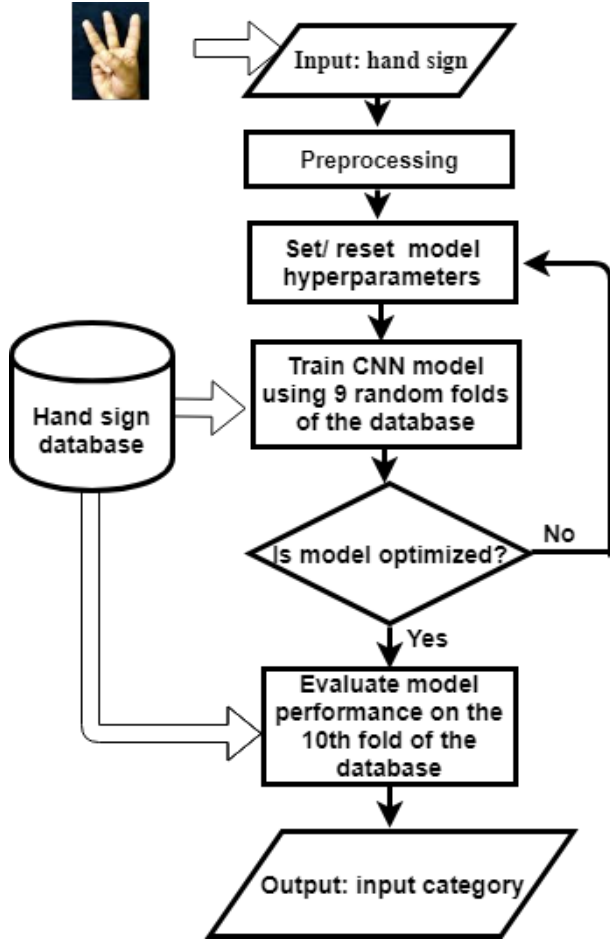 Input: hand sign
Preprocessing
Set/ reset model
hyperparameters
Train CNN model
using 9 random folds
of the database
Hand sign
database
Is model optimized?
No
Yes
Evaluate model
performance on the
10th fold of the
database
Output: input category